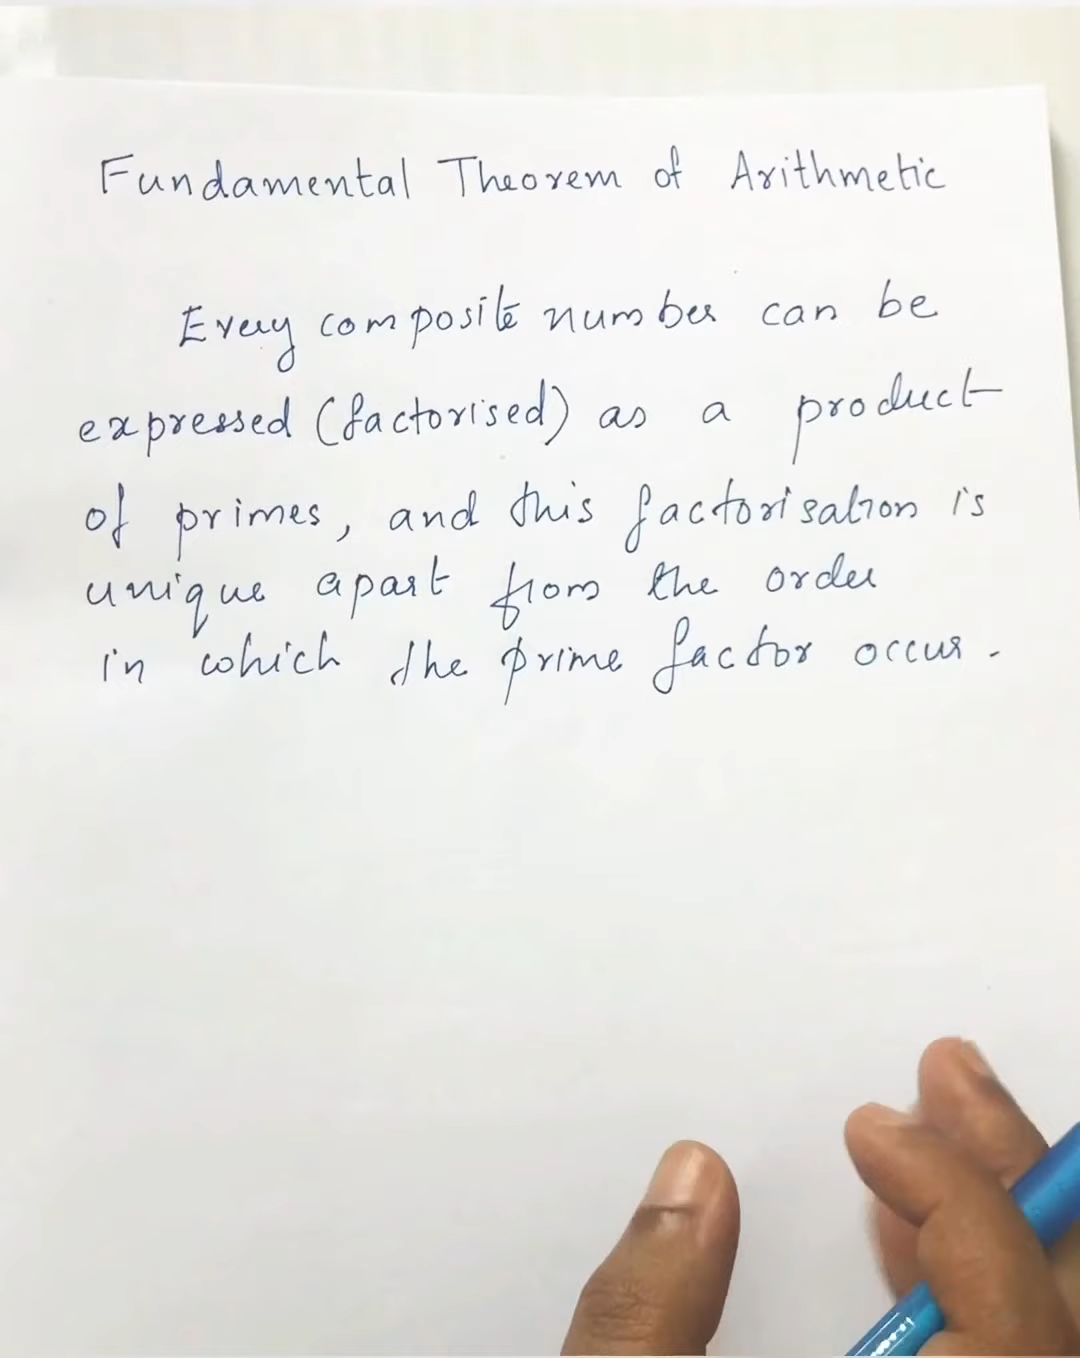 Fundamental Theorem of Arithmetic
Every composite number can be
expressed (factorised) as a product
of primes, and this factorisation is
unique apart from the order
in which the prime factor occur.